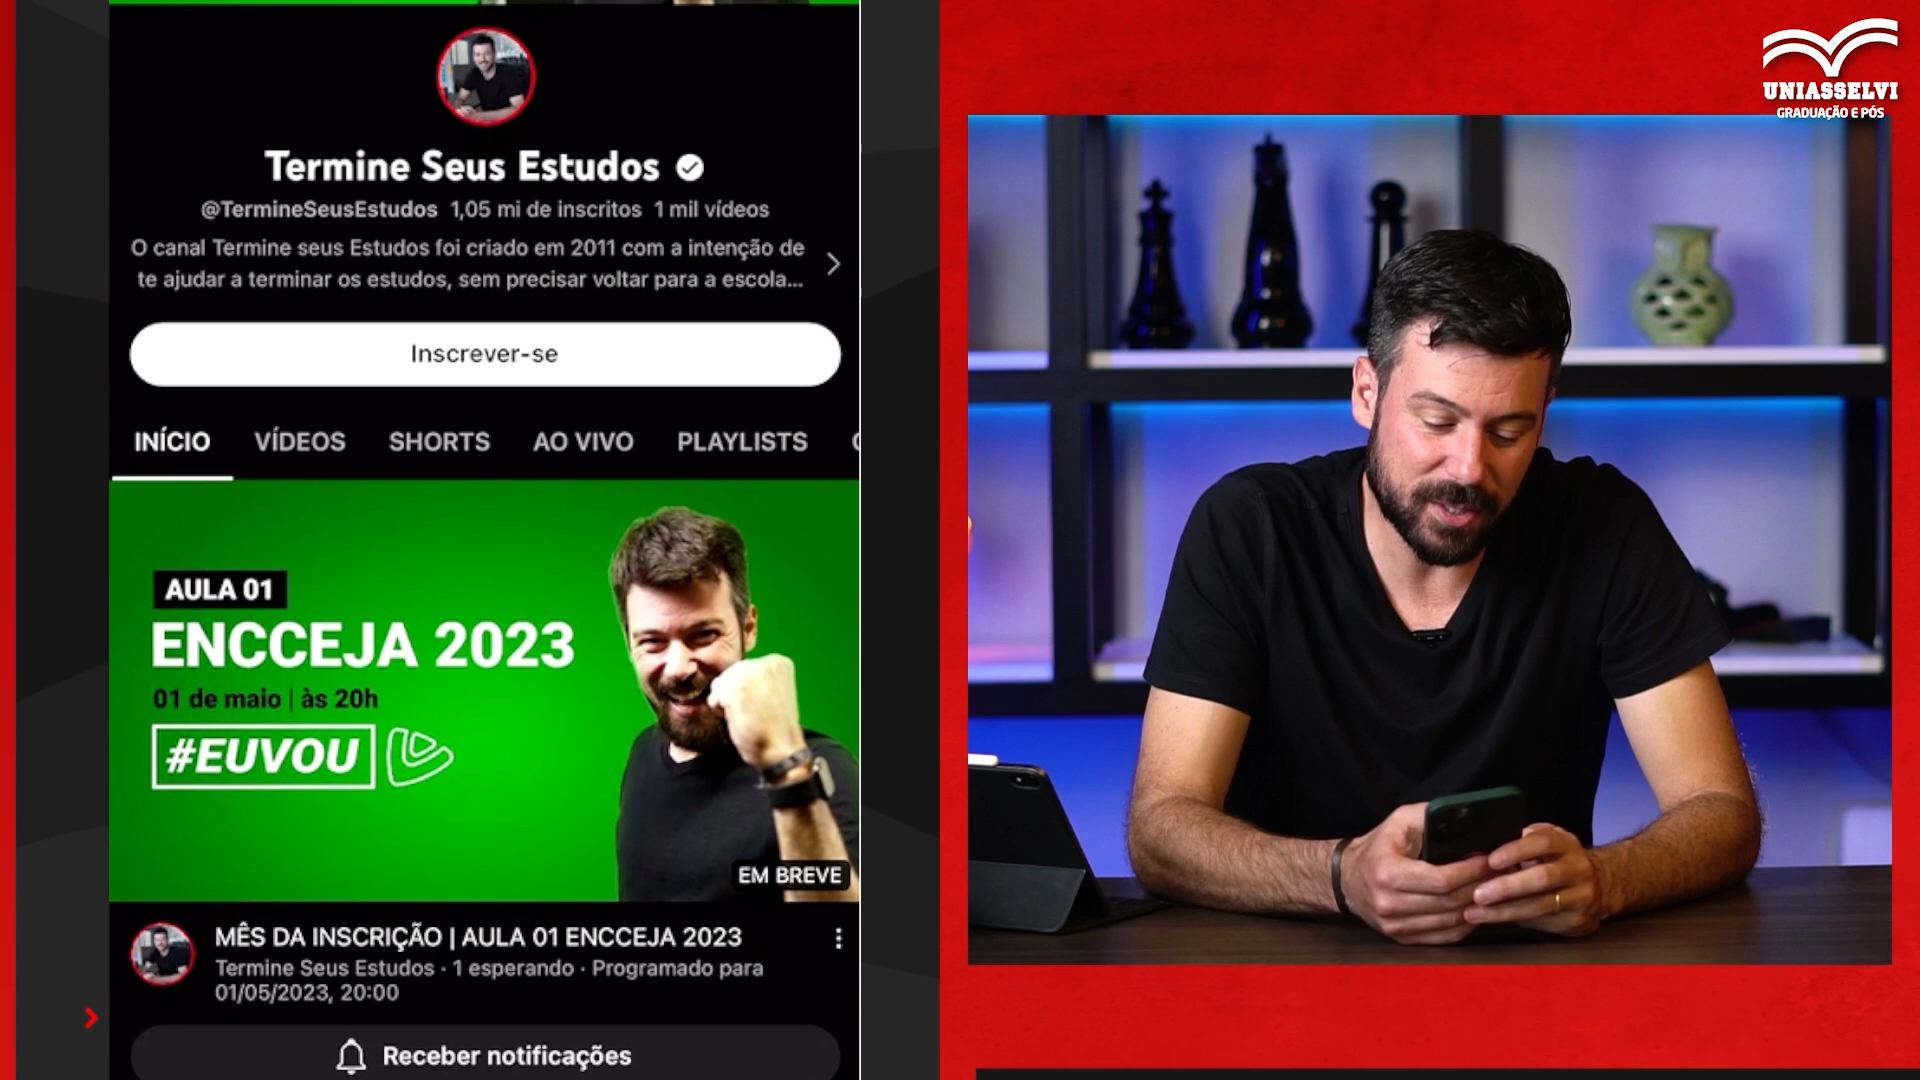 Termine Seus Estudos
@TermineSeusEstudos 1,05 mi de inscritos 1 mil vídeos
O canal Termine seus Estudos foi criado em 2011 com a intenção de
te ajudar a terminar os estudos, sem precisar voltar para a escola...
Inscrever-se
INÍCIO VÍDEOS SHORTS AO VIVO PLAYLISTS
AULA 01
ENCCEJA 2023
01 de maio | às 20h
#EUVOU
EM BREVE
MÊS DA INSCRIÇÃO | AULA 01 ENCCEJA 2023
Termine Seus Estudos · 1 esperando · Programado para
01/05/2023, 20:00
Receber notificações
UNIASSELVI
GRADUAÇÃO E PÓS